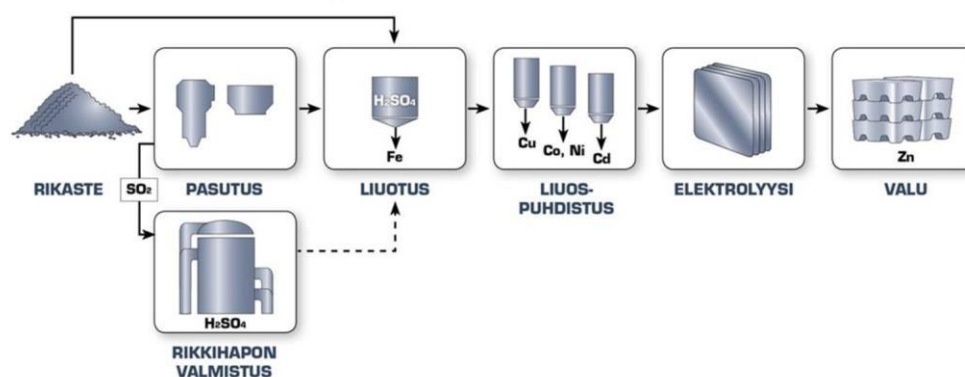 H₂SO₄
Fe
Cu
Co, Ni
Cd
Zn
RIKASTE
SO₂
PASUTUS
LIUOTUS
LIUOS-
PUHDISTUS
ELEKTROLYYSI
VALU
H₂SO₄
RIKKIHAPON
VALMISTUS